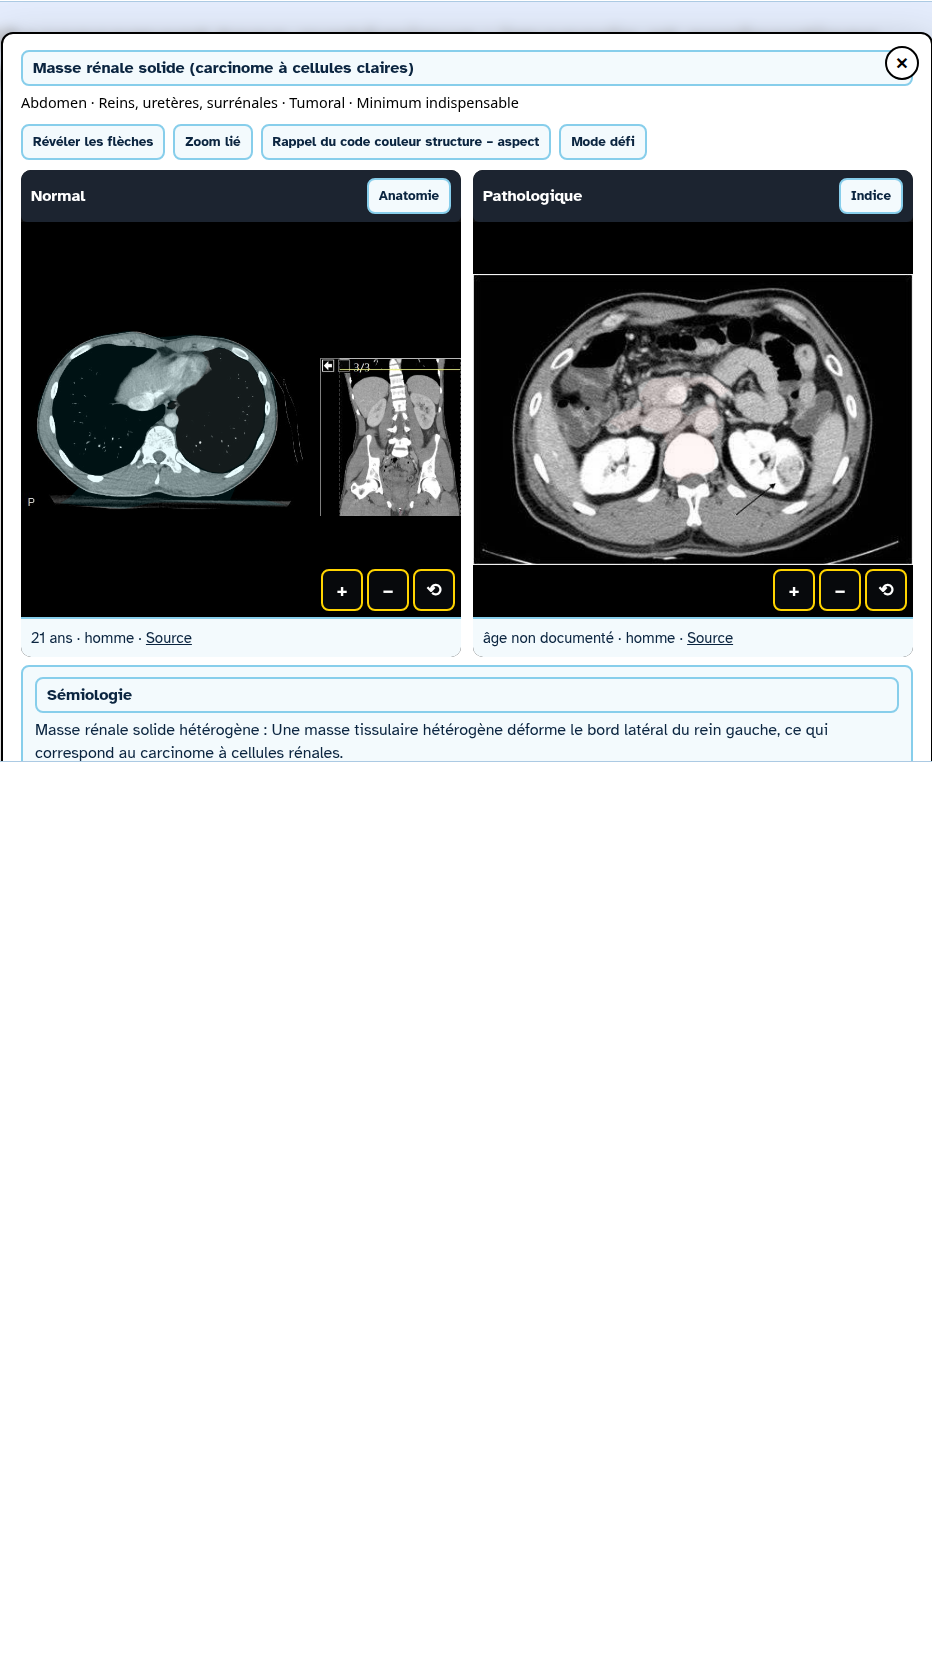 Masse rénale solide (carcinome à cellules claires)
×
Abdomen · Reins, uretères, surrénales · Tumoral · Minimum indispensable
Révéler les flèches
Zoom lié
Rappel du code couleur structure – aspect
Mode défi
Normal
Anatomie
3/3
P
+
−
⟲
21 ans · homme · Source
Pathologique
Indice
+
−
⟲
âge non documenté · homme · Source
Sémiologie
Masse rénale solide hétérogène : Une masse tissulaire hétérogène déforme le bord latéral du rein gauche, ce qui
correspond au carcinome à cellules rénales.